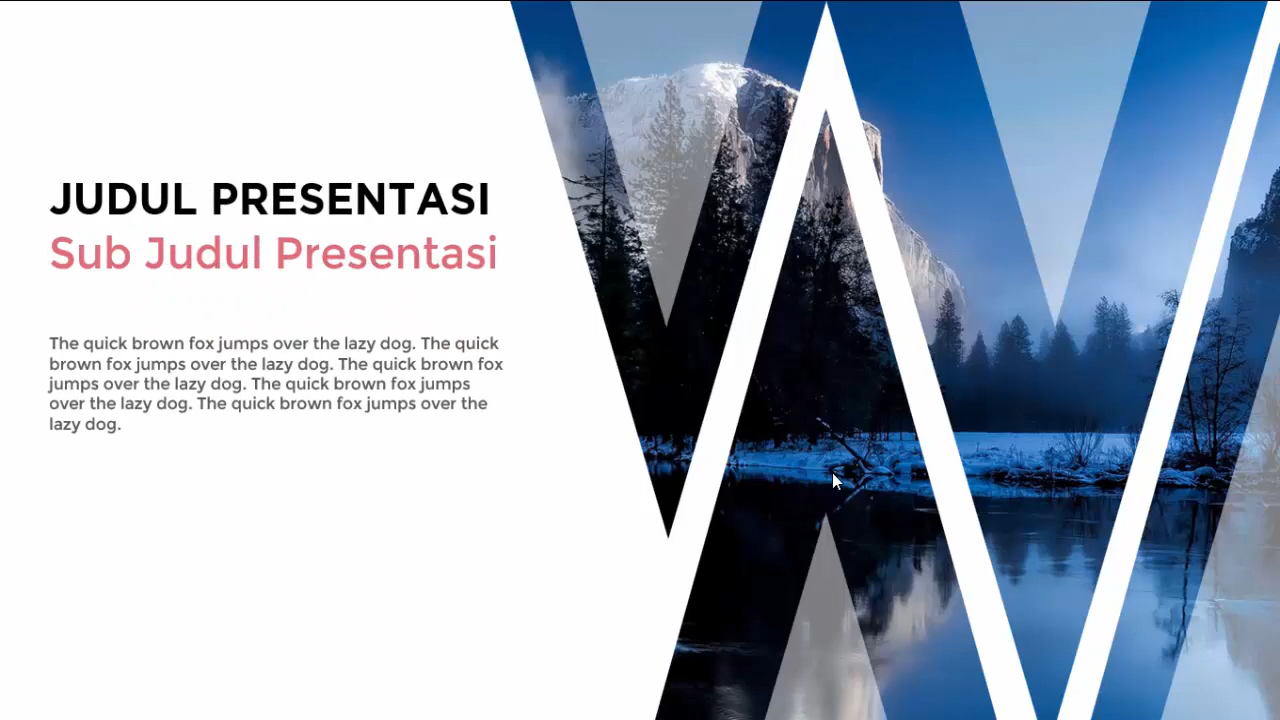 JUDUL PRESENTASI
Sub Judul Presentasi
The quick brown fox jumps over the lazy dog. The quick
brown fox jumps over the lazy dog. The quick brown fox
jumps over the lazy dog. The quick brown fox jumps
over the lazy dog. The quick brown fox jumps over the
lazy dog.